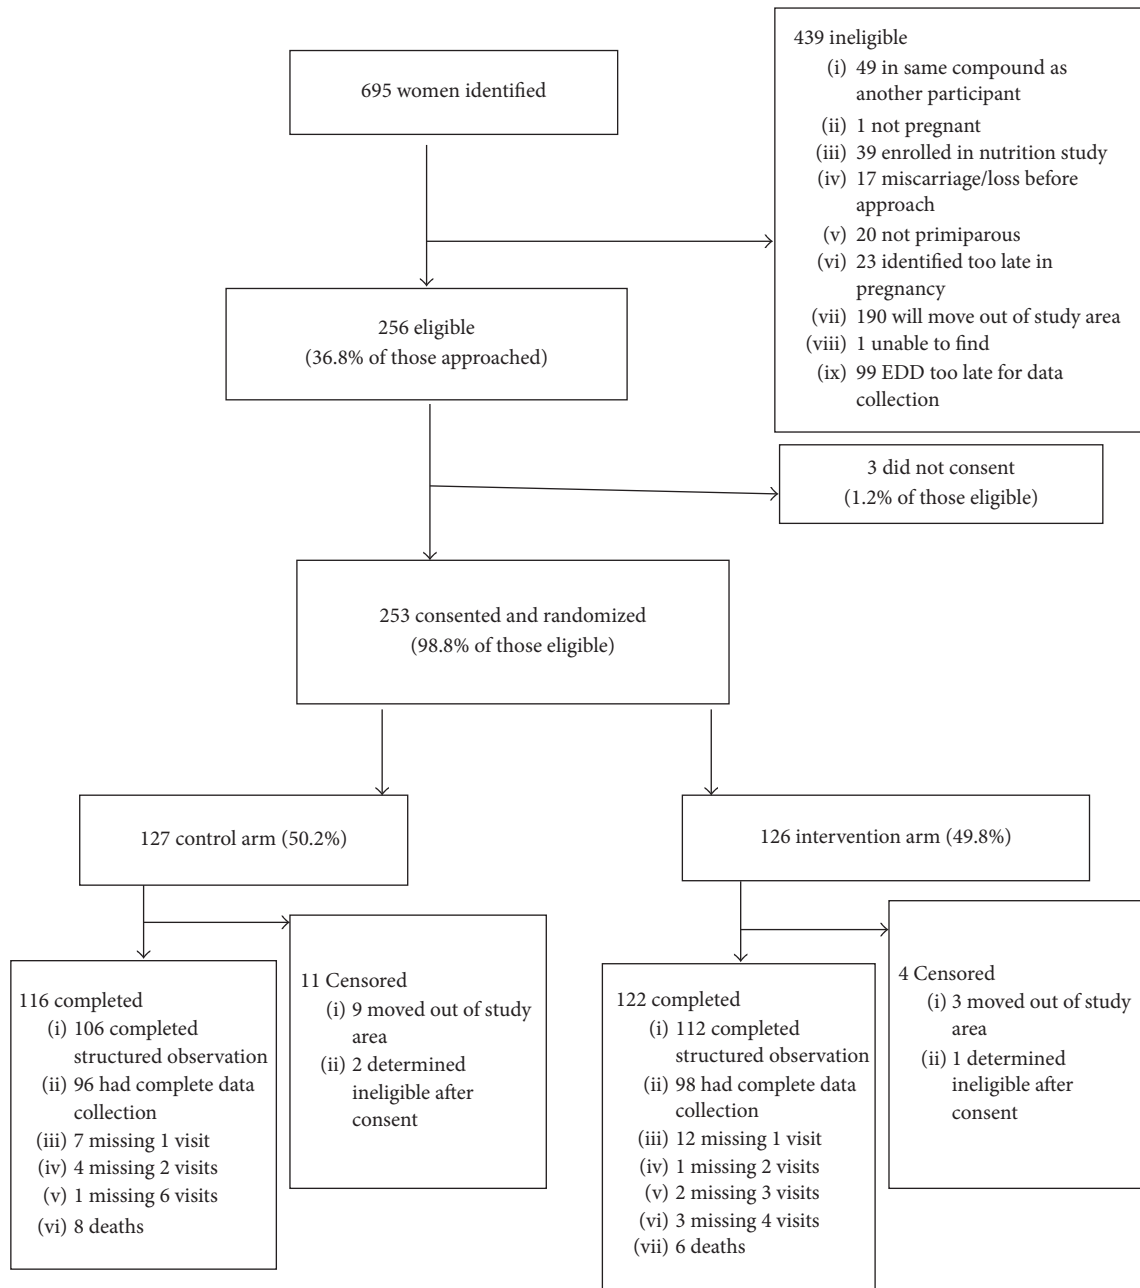 695 women identified
439 ineligible
(i) 49 in same compound as
another participant
(ii) 1 not pregnant
(iii) 39 enrolled in nutrition study
(iv) 17 miscarriage/loss before
approach
(v) 20 not primiparous
(vi) 23 identified too late in
pregnancy
(vii) 190 will move out of study area
(viii) 1 unable to find
(ix) 99 EDD too late for data
collection
256 eligible
(36.8% of those approached)
3 did not consent
(1.2% of those eligible)
253 consented and randomized
(98.8% of those eligible)
127 control arm (50.2%)
126 intervention arm (49.8%)
116 completed
(i) 106 completed
structured observation
(ii) 96 had complete data
collection
(iii) 7 missing 1 visit
(iv) 4 missing 2 visits
(v) 1 missing 6 visits
(vi) 8 deaths
11 Censored
(i) 9 moved out of study
area
(ii) 2 determined
ineligible after
consent
122 completed
(i) 112 completed
structured observation
(ii) 98 had complete data
collection
(iii) 12 missing 1 visit
(iv) 1 missing 2 visits
(v) 2 missing 3 visits
(vi) 3 missing 4 visits
(vii) 6 deaths
4 Censored
(i) 3 moved out of study
area
(ii) 1 determined
ineligible after
consent